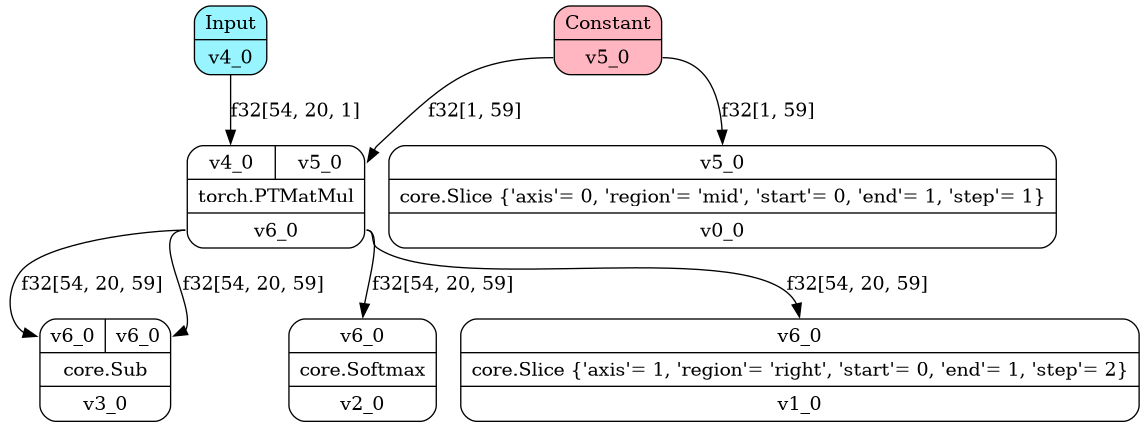 Input
v4_0
Constant
v5_0
f32[54, 20, 1]
f32[1, 59]
f32[1, 59]
v4_0 v5_0
torch.PTMatMul
v6_0
v5_0
core.Slice {'axis'= 0, 'region'= 'mid', 'start'= 0, 'end'= 1, 'step'= 1}
v0_0
f32[54, 20, 59]
f32[54, 20, 59]
f32[54, 20, 59]
f32[54, 20, 59]
v6_0 v6_0
core.Sub
v3_0
v6_0
core.Softmax
v2_0
v6_0
core.Slice {'axis'= 1, 'region'= 'right', 'start'= 0, 'end'= 1, 'step'= 2}
v1_0